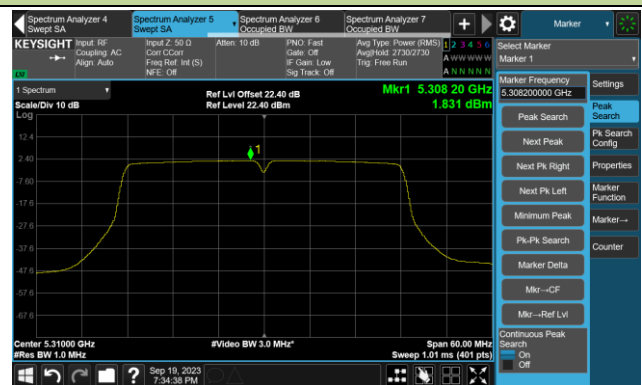 Spectrum Analyzer 4
Swept SA
Spectrum Analyzer 5
Swept SA
Spectrum Analyzer 6
Occupied BW
Spectrum Analyzer 7
Occupied BW
+
Marker
KEYSIGHT
Input: RF
Coupling: AC
Align: Auto
Input Z: 50 Ω
Corr CCorr
Freq Ref: Int (S)
NFE: Off
Atten: 10 dB
PNO: Fast
Gate: Off
IF Gain: Low
Sig Track: Off
Avg Type: Power (RMS)
Avg|Hold: 2730/2730
Trig: Free Run
1 2 3 4 5 6
A W W W W W
A N N N N N
LXI
Select Marker
Marker 1
1 Spectrum
Scale/Div 10 dB
Log
Ref Lvl Offset 22.40 dB
Ref Level 22.40 dBm
Mkr1 5.308 20 GHz
1.831 dBm
12.4
2.40
-7.60
-17.6
-27.6
-37.6
-47.6
-57.6
-67.6
1
Center 5.31000 GHz
#Res BW 1.0 MHz
#Video BW 3.0 MHz*
Span 60.00 MHz
Sweep 1.01 ms (401 pts)
Marker Frequency
5.308200000 GHz
Peak Search
Next Peak
Next Pk Right
Next Pk Left
Minimum Peak
Pk-Pk Search
Marker Delta
Mkr→CF
Mkr→Ref Lvl
Continuous Peak
Search
On
Off
Settings
Peak
Search
Pk Search
Config
Properties
Marker
Function
Marker→
Counter
?
Sep 19, 2023
7:34:38 PM